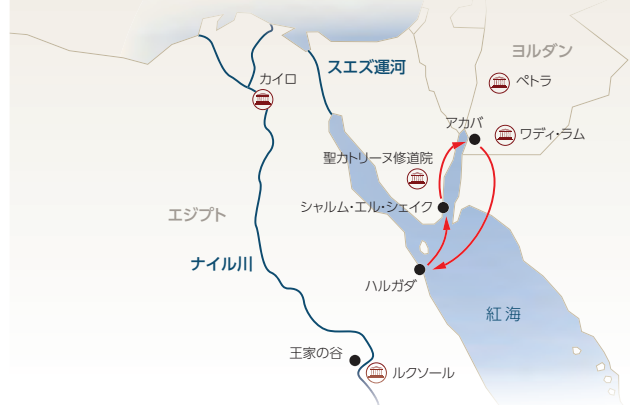 ヨルダン
スエズ運河
カイロ
ペトラ
アカバ
ワディ・ラム
聖カトリーヌ修道院
シャルム・エル・シェイク
エジプト
ナイル川
ハルガダ
紅海
王家の谷
ルクソール